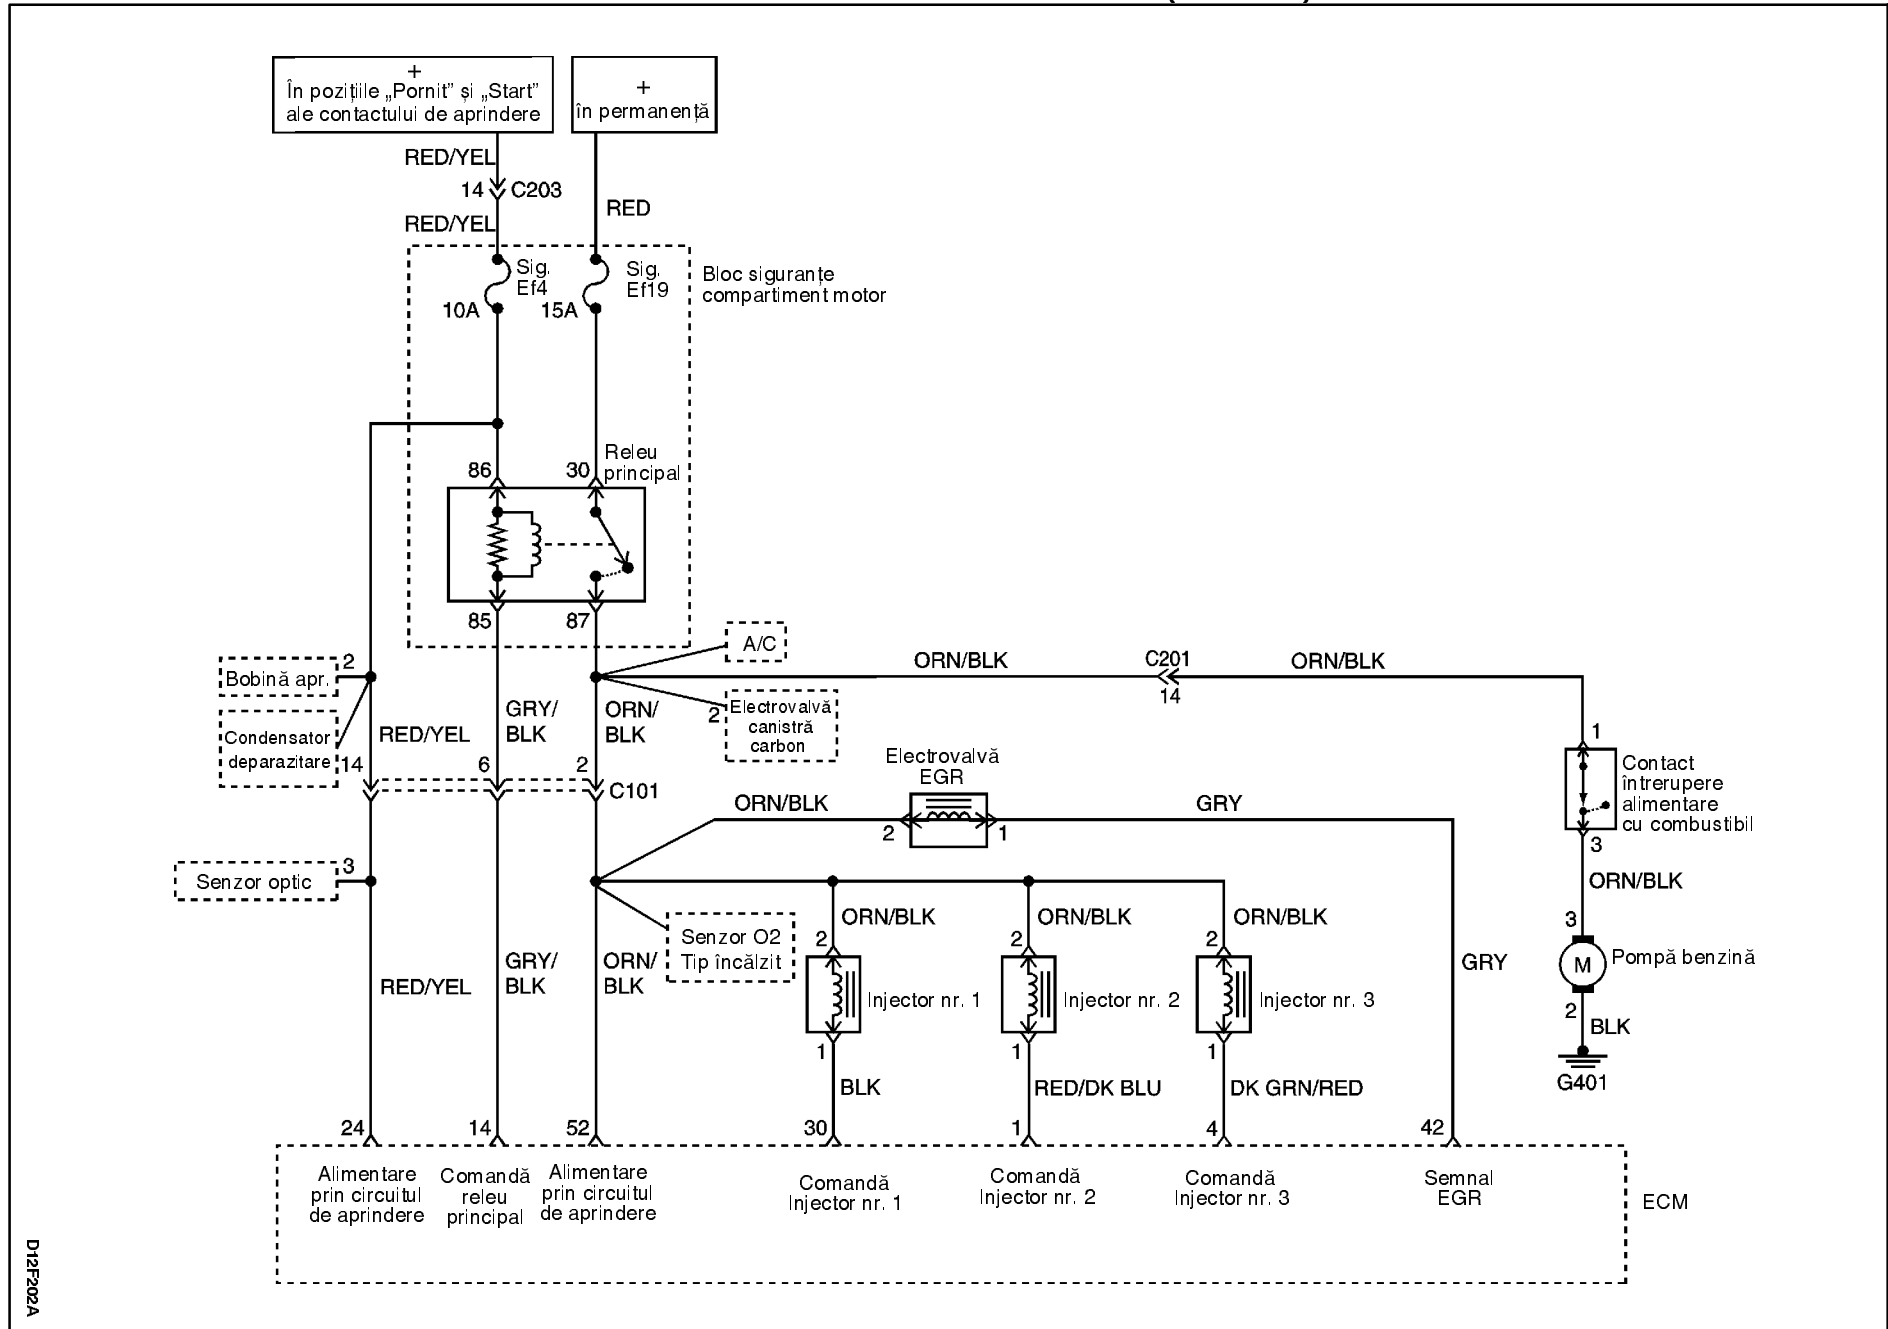 +
În pozițiile „Pornit” și „Start”
ale contactului de aprindere
+
în permanență
RED/YEL
14 C203
RED
RED/YEL
Sig.
Ef4
10A
Sig.
Ef19
15A
Bloc siguranțe
compartiment motor
Releu
principal
86
30
85
87
A/C
Bobină apr.
2
ORN/BLK
C201
14
ORN/BLK
2
Electrovalvă
canistră
carbon
Condensator
deparazitare
RED/YEL
GRY/
BLK
ORN/
BLK
14
6
2
C101
Electrovalvă
EGR
ORN/BLK
2
1
GRY
1
Contact
întrerupere
alimentare
cu combustibil
3
Senzor optic
3
ORN/BLK
Senzor O2
Tip încălzit
ORN/BLK
ORN/BLK
ORN/BLK
2
2
2
RED/YEL
GRY/
BLK
ORN/
BLK
Injector nr. 1
Injector nr. 2
Injector nr. 3
GRY
3
M
Pompă benzină
2
BLK
G401
1
1
1
BLK
RED/DK BLU
DK GRN/RED
24
14
52
30
1
4
42
Alimentare
prin circuitul
de aprindere
Comandă
releu
principal
Alimentare
prin circuitul
de aprindere
Comandă
Injector nr. 1
Comandă
Injector nr. 2
Comandă
Injector nr. 3
Semnal
EGR
ECM
D12F202A